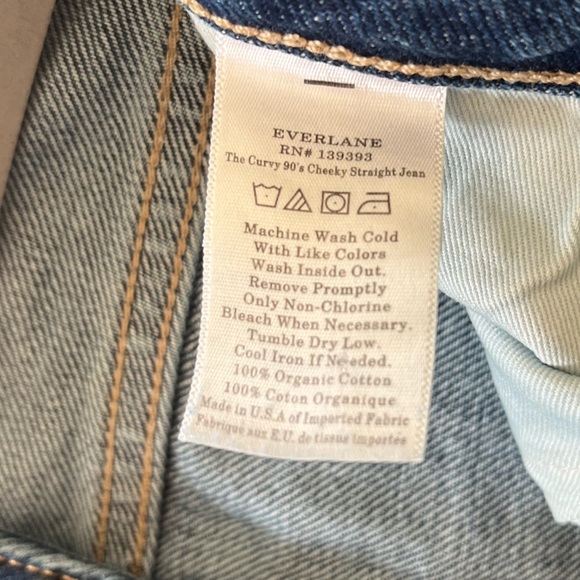 EVERLANE
RN# 139393
The Curvy 90's Cheeky Straight Jean
Machine Wash Cold
With Like Colors
Wash Inside Out.
Remove Promptly
Only Non-Chlorine
Bleach When Necessary.
Tumble Dry Low.
Cool Iron If Needed.
100% Organic Cotton
100% Coton Organique
Made in U.S.A of Imported Fabric
Fabrique aux E.U. de tissus importés